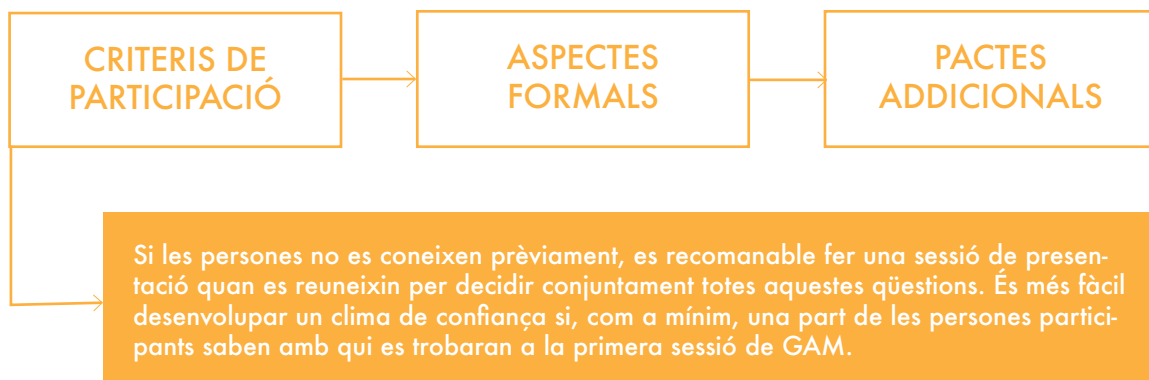 CRITERIS DE
PARTICIPACIÓ
ASPECTES
FORMALS
PACTES
ADDICIONALS
Si les persones no es coneixen prèviament, es recomanable fer una sessió de presen-
tació quan es reuneixin per decidir conjuntament totes aquestes qüestions. És més fàcil
desenvolupar un clima de confiança si, com a mínim, una part de les persones partici-
pants saben amb qui es trobaran a la primera sessió de GAM.